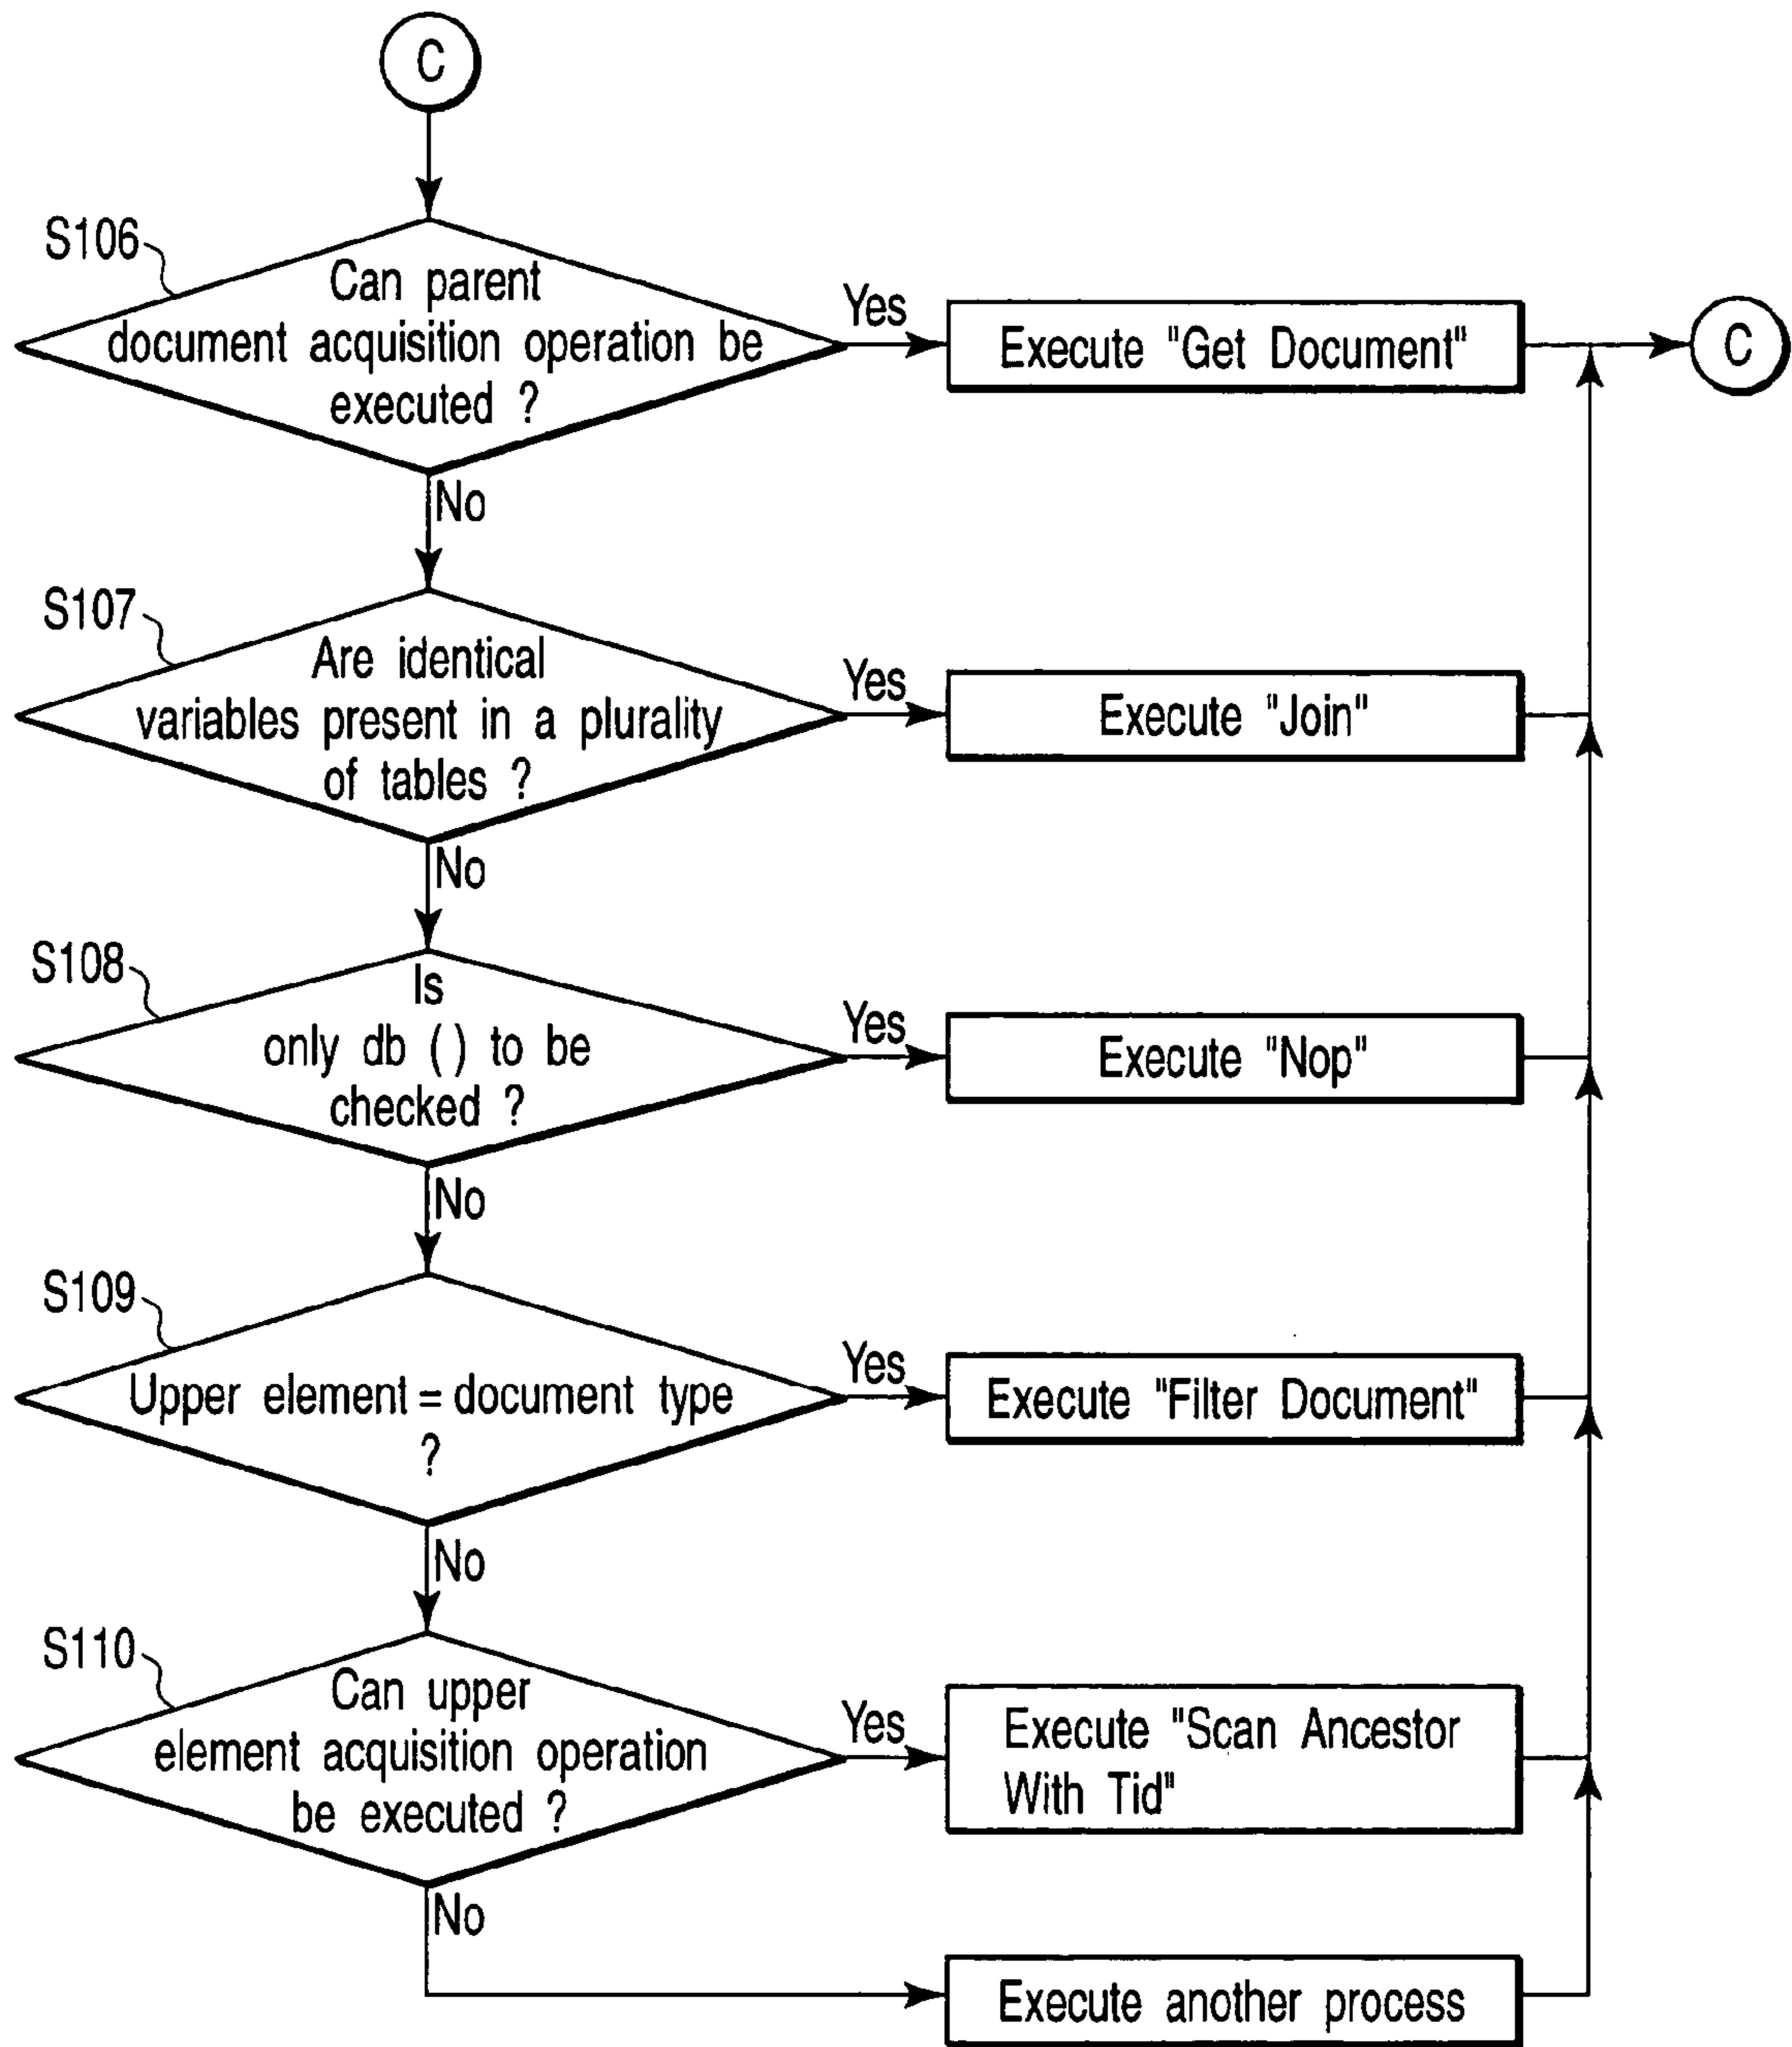 C
S106
Can parent
document acquisition operation be
executed ?
Yes
Execute "Get Document"
C
No
S107
Are identical
variables present in a plurality
of tables ?
Yes
Execute "Join"
No
S108
Is
only db ( ) to be
checked ?
Yes
Execute "Nop"
No
S109
Upper element = document type
?
Yes
Execute "Filter Document"
No
S110
Can upper
element acquisition operation
be executed ?
Yes
Execute "Scan Ancestor
With Tid"
No
Execute another process